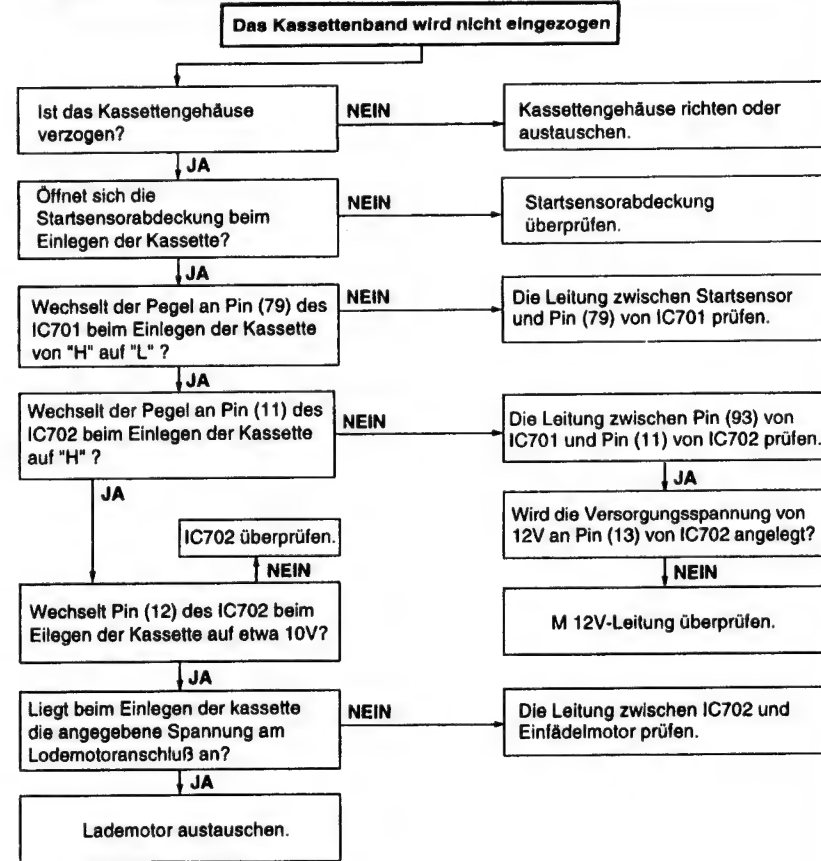 Das Kassettenband wird nicht eingezogen
Ist das Kassettengehäuse
verzogen?
NEIN
Kassettengehäuse richten oder
austauschen.
JA
Öffnet sich die
Startsensorabdeckung beim
Einlegen der Kassette?
NEIN
Startsensorabdeckung
überprüfen.
JA
Wechselt der Pegel an Pin (79) des
IC701 beim Einlegen der Kassette
von "H" auf "L" ?
NEIN
Die Leitung zwischen Startsensor
und Pin (79) von IC701 prüfen.
JA
Wechselt der Pegel an Pin (11) des
IC702 beim Einlegen der Kassette
auf "H" ?
NEIN
Die Leitung zwischen Pin (93) von
IC701 und Pin (11) von IC702 prüfen.
JA
JA
Wird die Versorgungsspannung von
12V an Pin (13) von IC702 angelegt?
IC702 überprüfen.
NEIN
NEIN
M 12V-Leitung überprüfen.
Wechselt Pin (12) des IC702 beim
Eilegen der Kassette auf etwa 10V?
JA
Liegt beim Einlegen der kassette
die angegebene Spannung am
Lodemotoranschluß an?
NEIN
Die Leitung zwischen IC702 und
Einfädelmotor prüfen.
JA
Lademotor austauschen.